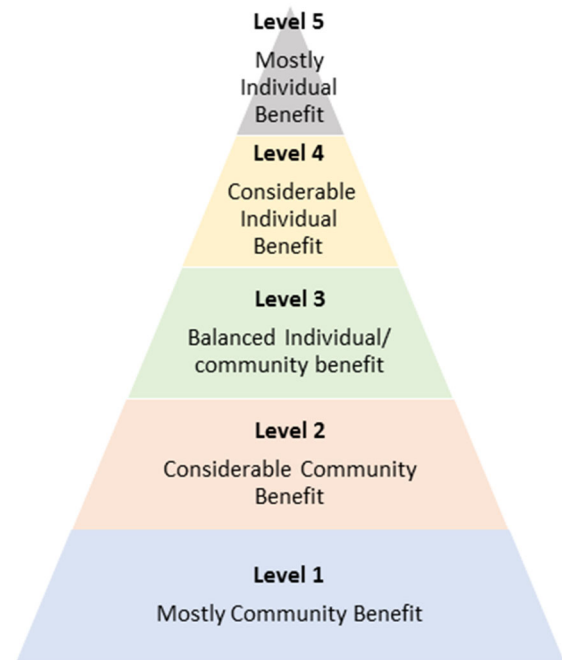 Level 5
Mostly
Individual
Benefit
Level 4
Considerable
Individual
Benefit
Level 3
Balanced Individual/
community benefit
Level 2
Considerable Community
Benefit
Level 1
Mostly Community Benefit